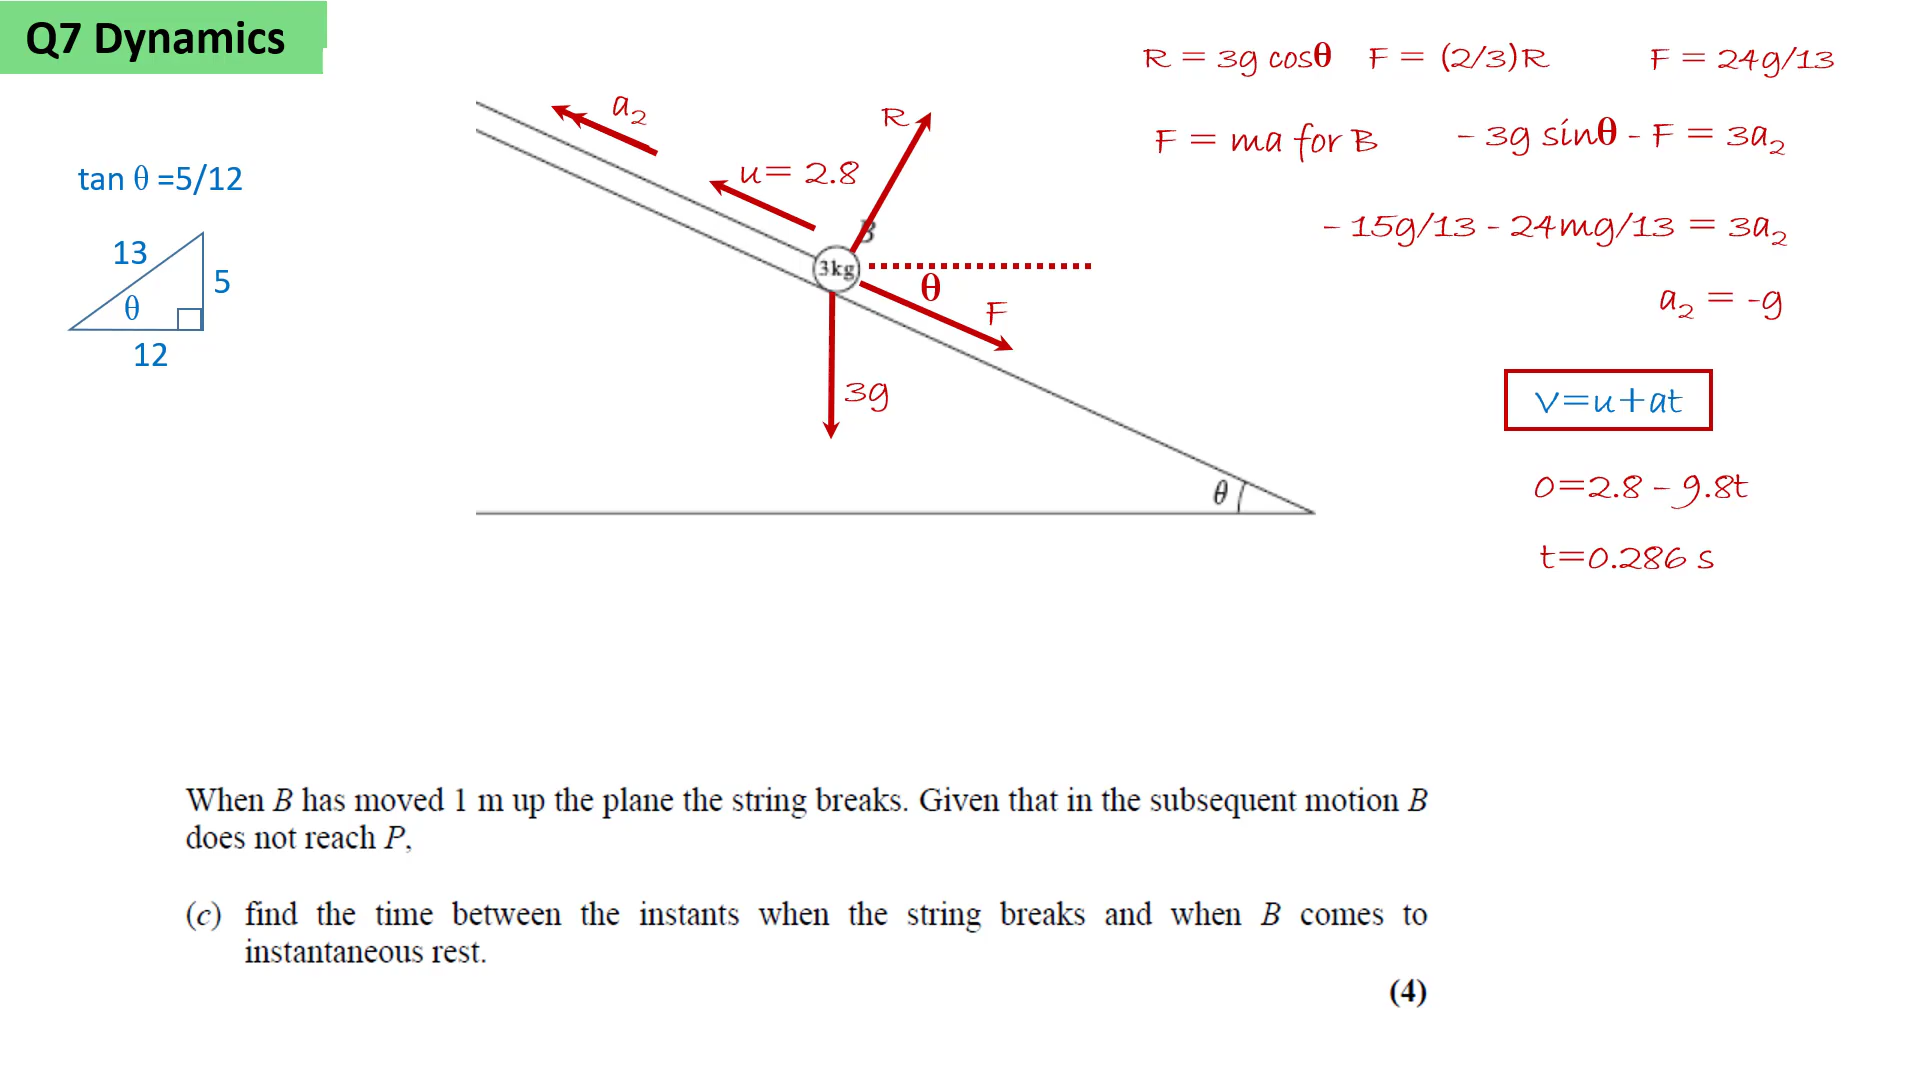 Q7 Dynamics
R = 3g cosθ F = (2/3)R F = 24g/13
F = ma for B - 3g sinθ - F = 3a₂
- 15g/13 - 24mg/13 = 3a₂
a₂ = -g
v=u+at
0=2.8 - 9.8t
t=0.286 s
tan θ =5/12
13
5
θ
12
a₂
R
u= 2.8
B
3kg
θ
F
3g
θ
When B has moved 1 m up the plane the string breaks. Given that in the subsequent motion B
does not reach P,
(c) find the time between the instants when the string breaks and when B comes to
instantaneous rest.
(4)